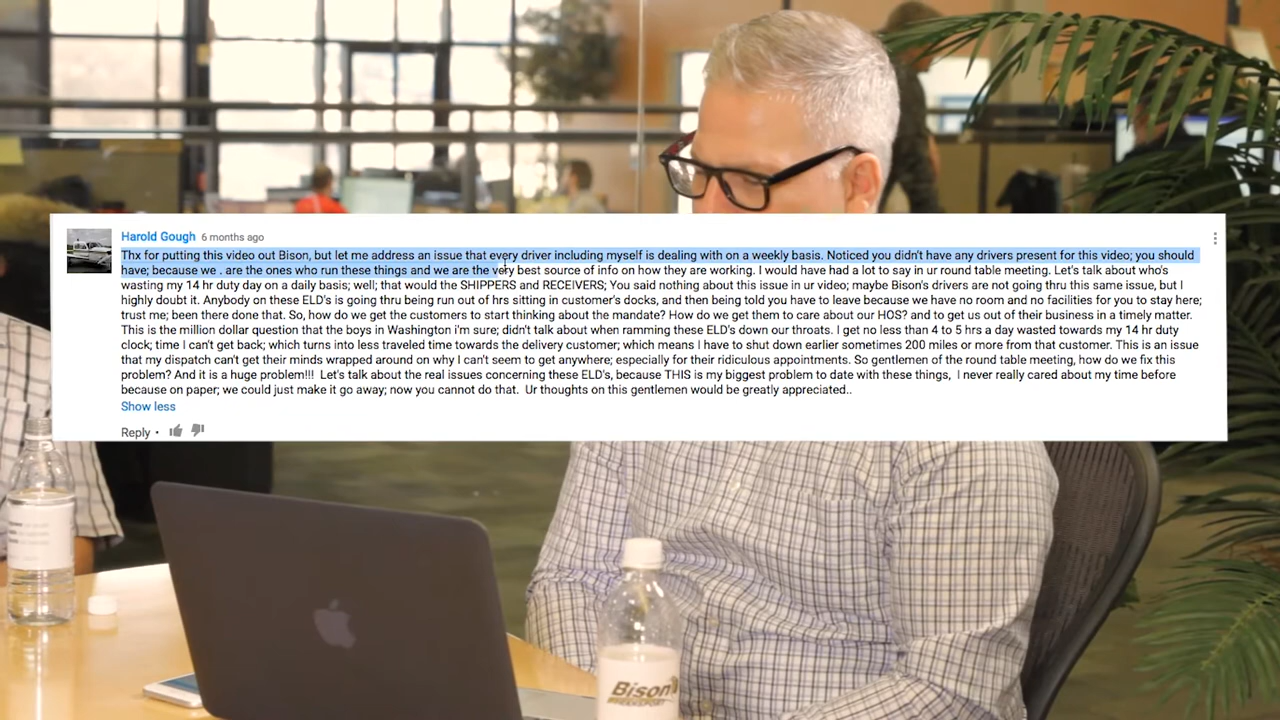 Harold Gough 6 months ago
Thx for putting this video out Bison, but let me address an issue that every driver including myself is dealing with on a weekly basis. Noticed you didn't have any drivers present for this video; you should
have; because we . are the ones who run these things and we are the very best source of info on how they are working. I would have had a lot to say in ur round table meeting. Let's talk about who's
wasting my 14 hr duty day on a daily basis; well; that would the SHIPPERS and RECEIVERS; You said nothing about this issue in ur video; maybe Bison's drivers are not going thru this same issue, but I
highly doubt it. Anybody on these ELD's is going thru being run out of hrs sitting in customer's docks, and then being told you have to leave because we have no room and no facilities for you to stay here;
trust me; been there done that. So, how do we get the customers to start thinking about the mandate? How do we get them to care about our HOS? and to get us out of their business in a timely matter.
This is the million dollar question that the boys in Washington i'm sure; didn't talk about when ramming these ELD's down our throats. I get no less than 4 to 5 hrs a day wasted towards my 14 hr duty
clock; time I can't get back; which turns into less traveled time towards the delivery customer; which means I have to shut down earlier sometimes 200 miles or more from that customer. This is an issue
that my dispatch can't get their minds wrapped around on why I can't seem to get anywhere; especially for their ridiculous appointments. So gentlemen of the round table meeting, how do we fix this
problem? And it is a huge problem!!! Let's talk about the real issues concerning these ELD's, because THIS is my biggest problem to date with these things, I never really cared about my time before
because on paper; we could just make it go away; now you cannot do that. Ur thoughts on this gentlemen would be greatly appreciated..
Show less
Reply •
Bison
TRANSPORT